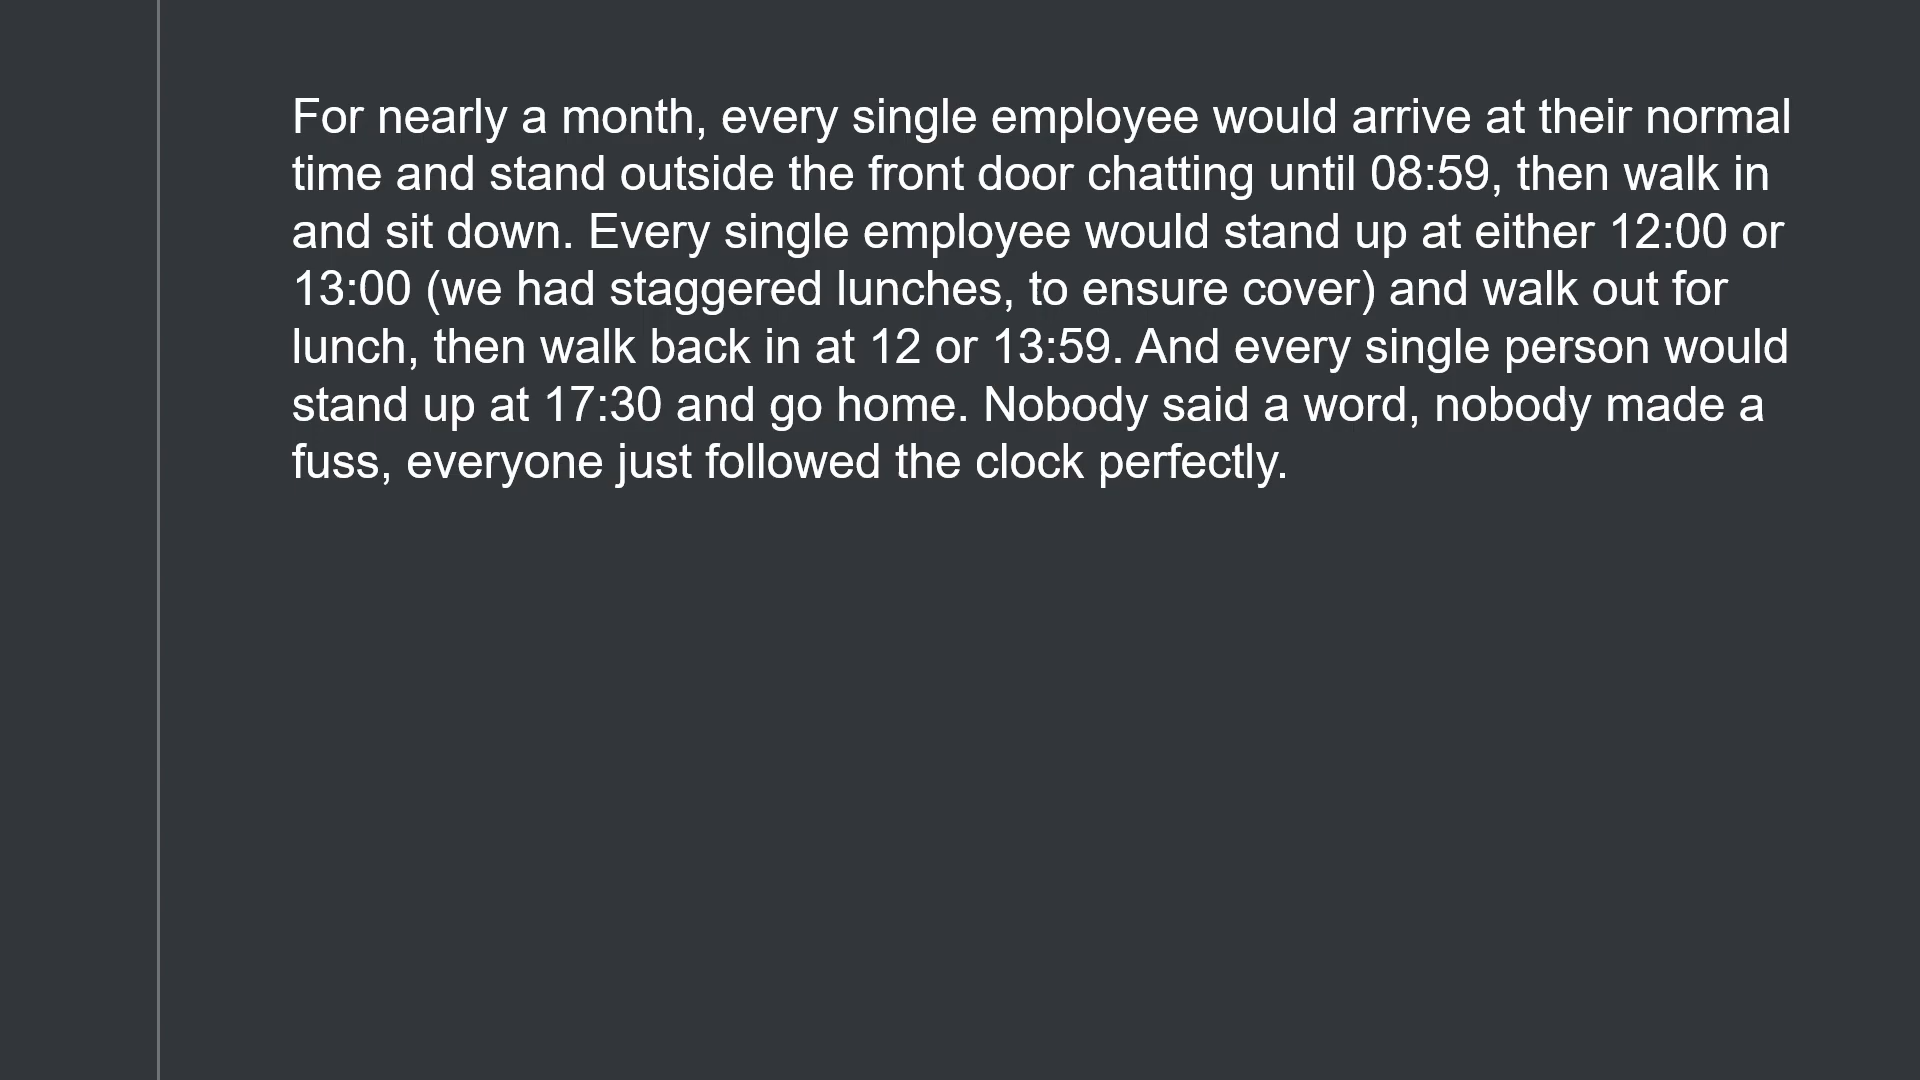 For nearly a month, every single employee would arrive at their normal
time and stand outside the front door chatting until 08:59, then walk in
and sit down. Every single employee would stand up at either 12:00 or
13:00 (we had staggered lunches, to ensure cover) and walk out for
lunch, then walk back in at 12 or 13:59. And every single person would
stand up at 17:30 and go home. Nobody said a word, nobody made a
fuss, everyone just followed the clock perfectly.